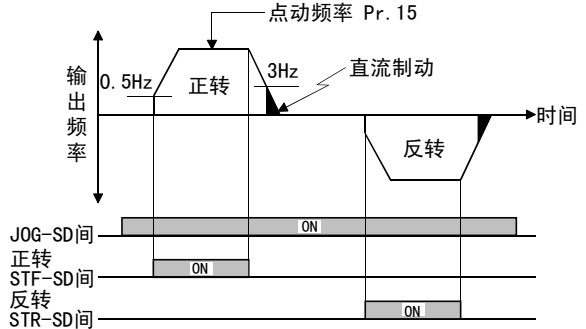 点动频率 Pr.15
输出频率
0.5Hz
正转
3Hz
直流制动
时间
反转
JOG-SD间
ON
正转
STF-SD间
ON
反转
STR-SD间
ON